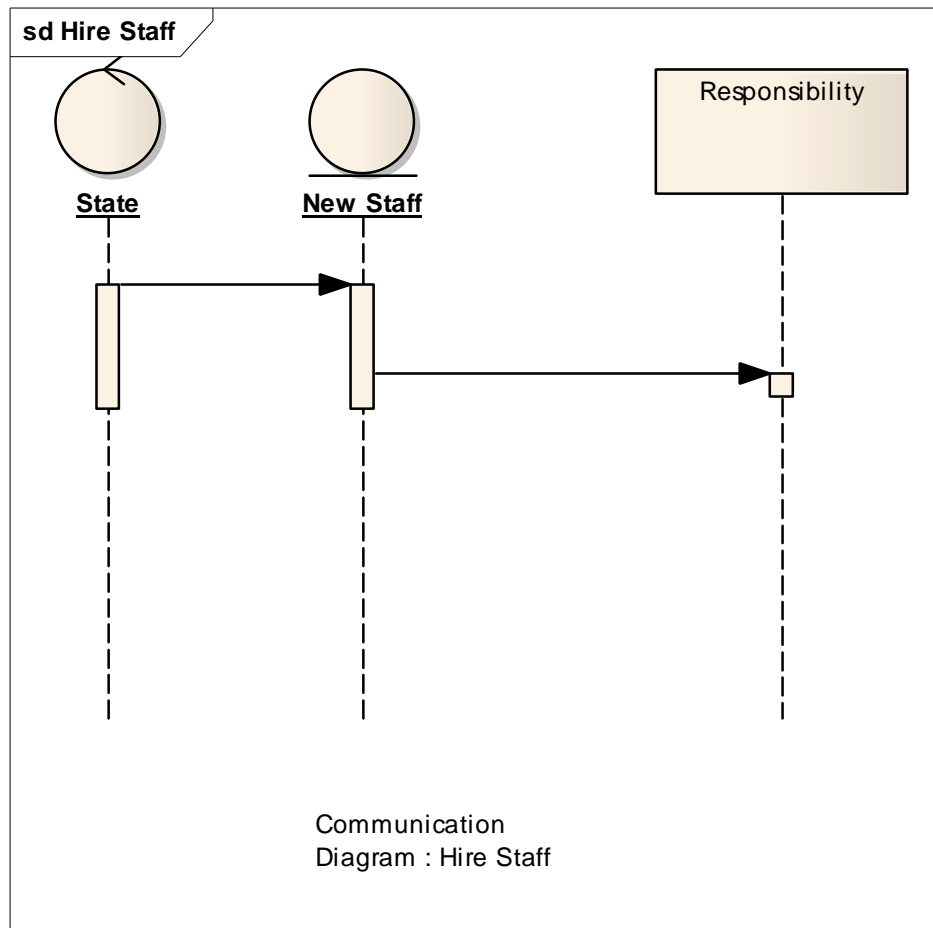 sd Hire Staff
State
New Staff
Responsibility
Communication
Diagram : Hire Staff